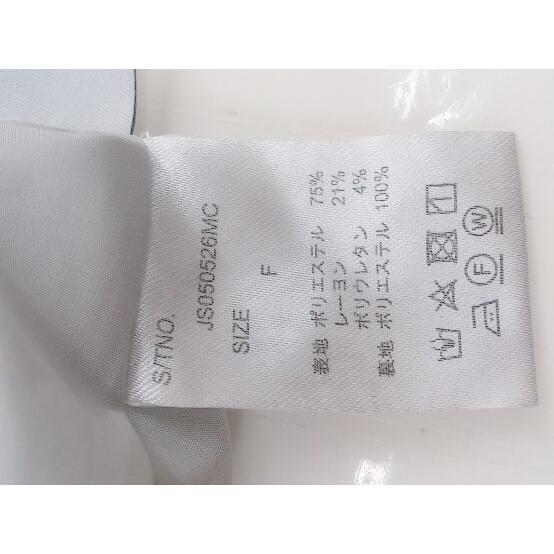 S/TNO.
JS050526MC
SIZE
F
表地 ポリエステル 75%
レーヨン 21%
ポリウレタン 4%
裏地 ポリエステル 100%
F W